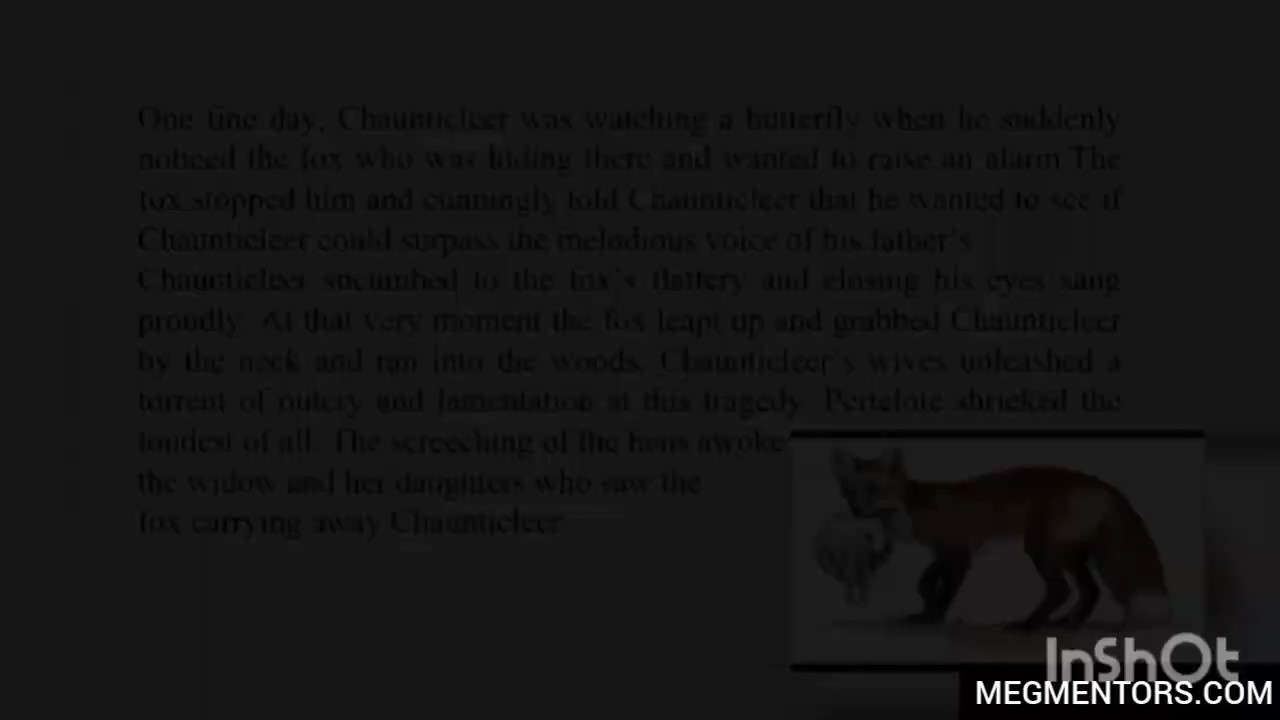 One fine day, Chaunticleer was watching a butterfly when he suddenly
noticed the fox who was hiding there and wanted to raise an alarm.The
fox stopped him and cunningly told Chaunticleer that he wanted to see if
Chaunticleer could surpass the melodious voice of his father's.
Chaunticleer sucumbed to the fox's flattery and closing his eyes sang
proudly. At that very moment the fox leapt up and grabbed Chaunticleer
by the neck and ran into the woods. Chaunticleer's wives unleashed a
torrent of outcry and lamentation at this tragedy. Pertelote shrieked the
loudest of all. The screeching of the hens awoke
the widow and her daughters who saw the
fox carrying away Chaunticleer.
InShOt
MEGMENTORS.COM